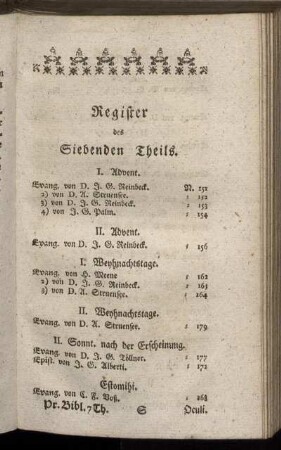 Register
des
Siebenden Theils.
I. Advent.
Evang. von D. J. G. Reinbeck. N. 151
2) von D. A. Struensee. : 152
3) von D. J. G. Reinbeck. : 153
4) von J. G. Palm. : 154
II. Advent.
Evang. von D. J. G. Reinbeck. : 156
I. Weyhnachtstage.
Evang. von H. Meene : 162
2) von D. J. G. Reinbeck. : 163
3) von D. A. Struensee. : 164
II. Weyhnachtstage.
Evang. von D. A. Struensee. : 179
II. Sonnt. nach der Erscheinung.
Evang. von D. J. G. Töllner. : 177
Epist. von J. G. Alberti. : 172
Estomihi.
Evang. von C. F. Voß. : 168
Pr. Bibl. 7 Th. S Oculi.